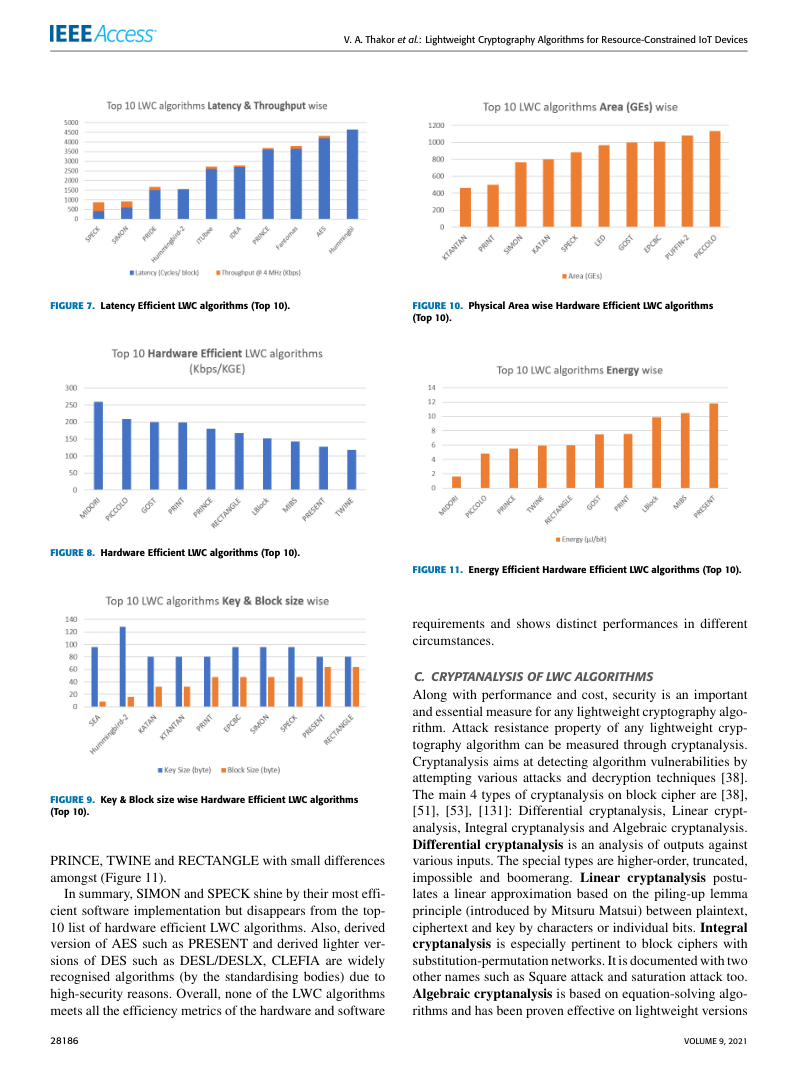 IEEE Access
V. A. Thakor et al.: Lightweight Cryptography Algorithms for Resource-Constrained IoT Devices
Top 10 LWC algorithms Latency & Throughput wise
5000
4500
4000
3500
3000
2500
2000
1500
1000
500
0
SPECK
SIMON
PRIDE
Hummingbird-2
ITUbee
IDEA
PRINCE
Fantomas
AES
Hummingbi
Latency (Cycles/ block)
Throughput @ 4 MHz (Kbps)
FIGURE 7. Latency Efficient LWC algorithms (Top 10).
Top 10 Hardware Efficient LWC algorithms
(Kbps/KGE)
300
250
200
150
100
50
0
MIDORI
PICCOLO
GOST
PRINT
PRINCE
RECTANGLE
LBlock
MIBS
PRESENT
TWINE
FIGURE 8. Hardware Efficient LWC algorithms (Top 10).
Top 10 LWC algorithms Key & Block size wise
140
120
100
80
60
40
20
0
SEA
Hummingbird-2
KATAN
KTANTAN
PRINT
EPCBC
SIMON
SPECK
PRESENT
RECTANGLE
Key Size (byte)
Block Size (byte)
FIGURE 9. Key & Block size wise Hardware Efficient LWC algorithms
(Top 10).
PRINCE, TWINE and RECTANGLE with small differences
amongst (Figure 11).
In summary, SIMON and SPECK shine by their most effi-
cient software implementation but disappears from the top-
10 list of hardware efficient LWC algorithms. Also, derived
version of AES such as PRESENT and derived lighter ver-
sions of DES such as DESL/DESLX, CLEFIA are widely
recognised algorithms (by the standardising bodies) due to
high-security reasons. Overall, none of the LWC algorithms
meets all the efficiency metrics of the hardware and software
Top 10 LWC algorithms Area (GEs) wise
1200
1000
800
600
400
200
0
KTANTAN
PRINT
SIMON
KATAN
SPECK
LED
GOST
EPCBC
PUFFIN-2
PICCOLO
Area (GEs)
FIGURE 10. Physical Area wise Hardware Efficient LWC algorithms
(Top 10).
Top 10 LWC algorithms Energy wise
14
12
10
8
6
4
2
0
MIDORI
PICCOLO
PRINCE
TWINE
RECTANGLE
GOST
PRINT
LBlock
MIBS
PRESENT
Energy (µJ/bit)
FIGURE 11. Energy Efficient Hardware Efficient LWC algorithms (Top 10).
requirements and shows distinct performances in different
circumstances.
C. CRYPTANALYSIS OF LWC ALGORITHMS
Along with performance and cost, security is an important
and essential measure for any lightweight cryptography algo-
rithm. Attack resistance property of any lightweight cryp-
tography algorithm can be measured through cryptanalysis.
Cryptanalysis aims at detecting algorithm vulnerabilities by
attempting various attacks and decryption techniques [38].
The main 4 types of cryptanalysis on block cipher are [38],
[51], [53], [131]: Differential cryptanalysis, Linear crypt-
analysis, Integral cryptanalysis and Algebraic cryptanalysis.
Differential cryptanalysis is an analysis of outputs against
various inputs. The special types are higher-order, truncated,
impossible and boomerang. Linear cryptanalysis postu-
lates a linear approximation based on the piling-up lemma
principle (introduced by Mitsuru Matsui) between plaintext,
ciphertext and key by characters or individual bits. Integral
cryptanalysis is especially pertinent to block ciphers with
substitution-permutation networks. It is documented with two
other names such as Square attack and saturation attack too.
Algebraic cryptanalysis is based on equation-solving algo-
rithms and has been proven effective on lightweight versions
28186
VOLUME 9, 2021